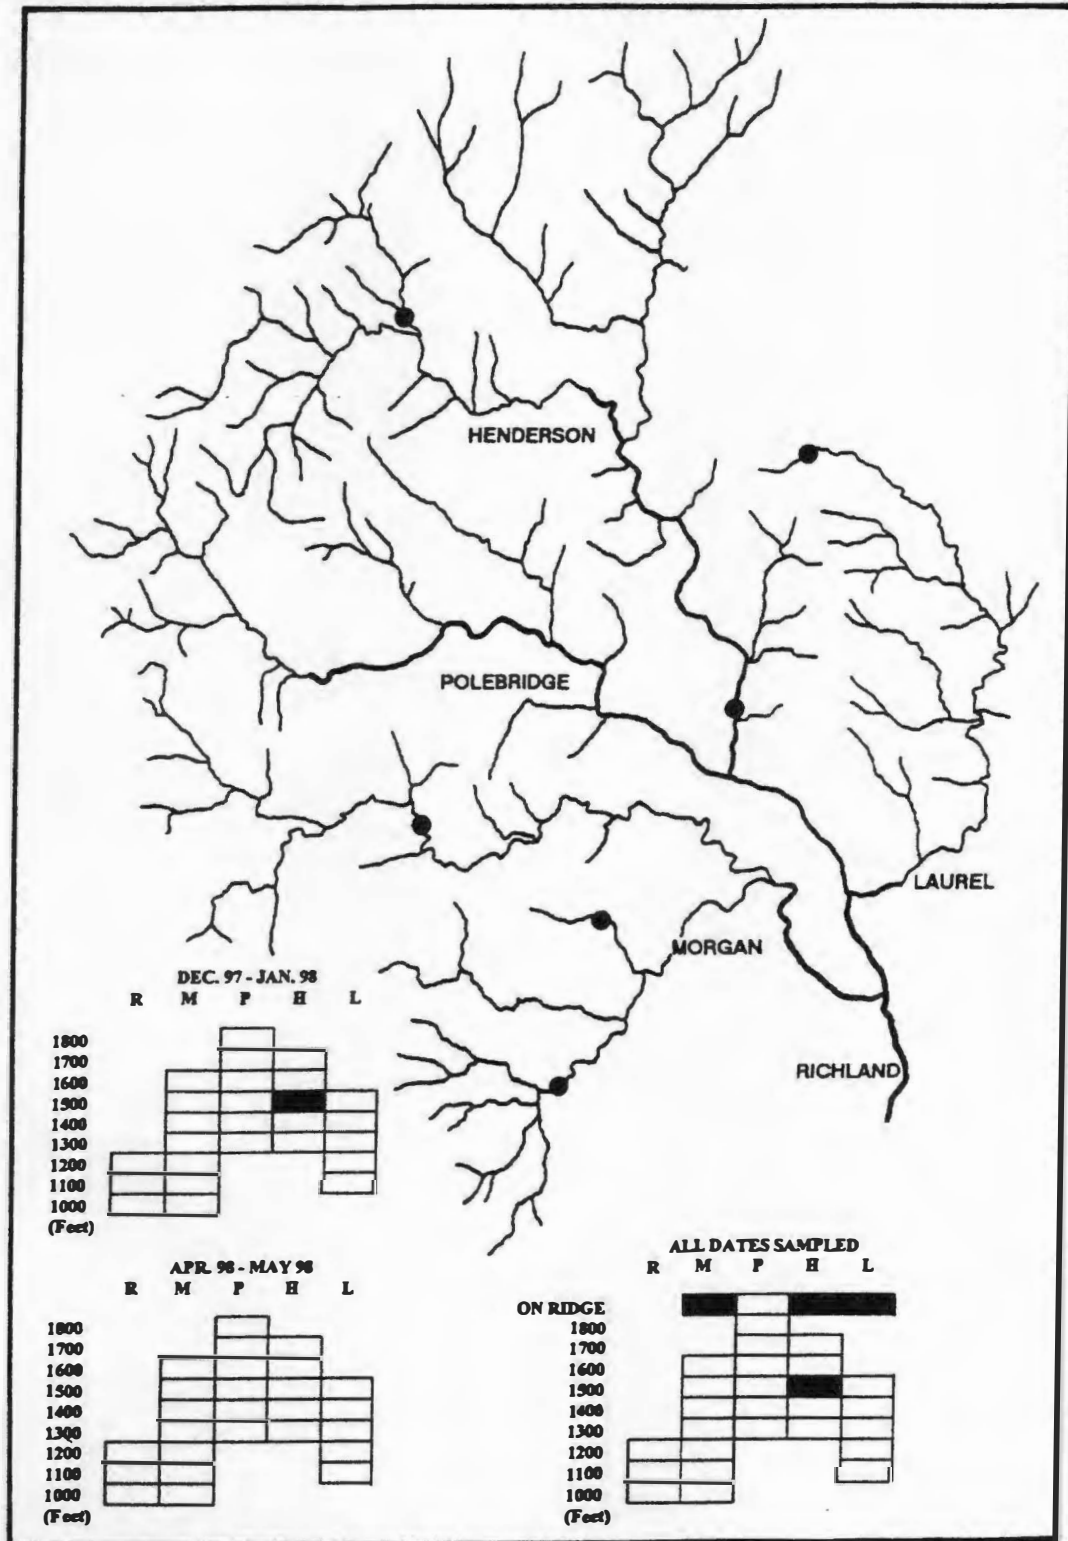 HENDERSON
POLEBRIDGE
LAUREL
MORGAN
RICHLAND
DEC. 97 - JAN. 98
R M P H L
1800
1700
1600
1500
1400
1300
1200
1100
1000
(Feet)
APR. 98 - MAY 98
R M P H L
1800
1700
1600
1500
1400
1300
1200
1100
1000
(Feet)
ALL DATES SAMPLED
R M P H L
ON RIDGE
1800
1700
1600
1500
1400
1300
1200
1100
1000
(Feet)